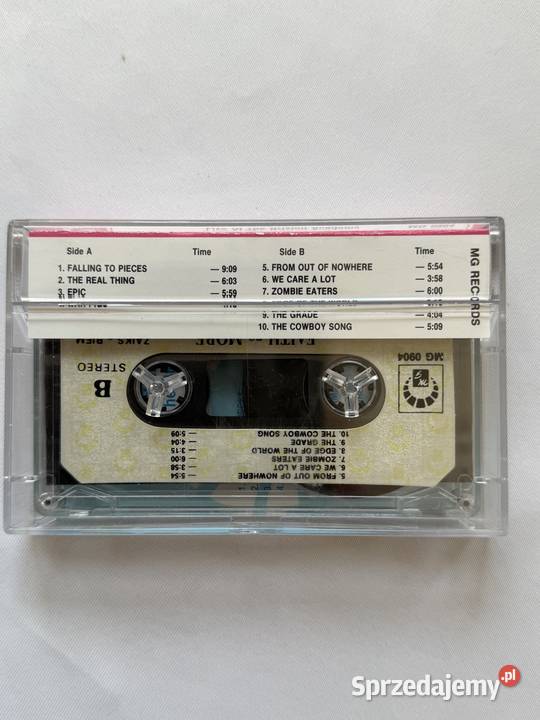 Side A Time Side B Time
1. FALLING TO PIECES — 9:09
2. THE REAL THING — 6:03
3. EPIC — 5:59
5. FROM OUT OF NOWHERE — 5:54
6. WE CARE A LOT — 3:58
7. ZOMBIE EATERS — 6:00
9. THE GRADE — 4:04
10. THE COWBOY SONG — 5:09
MG RECORDS
FAITH no MORE
ZAIKS BIEM
STEREO
B
MG 0904
5. FROM OUT OF NOWHERE — 5:54
6. WE CARE A LOT — 3:58
7. ZOBIE EATERS — 6:00
3. EDGE OF THE WORLD — 3:15
9. THE GRADE — 4:04
10. THE COWBOY SONG — 5:09
Sprzedajemy.pl